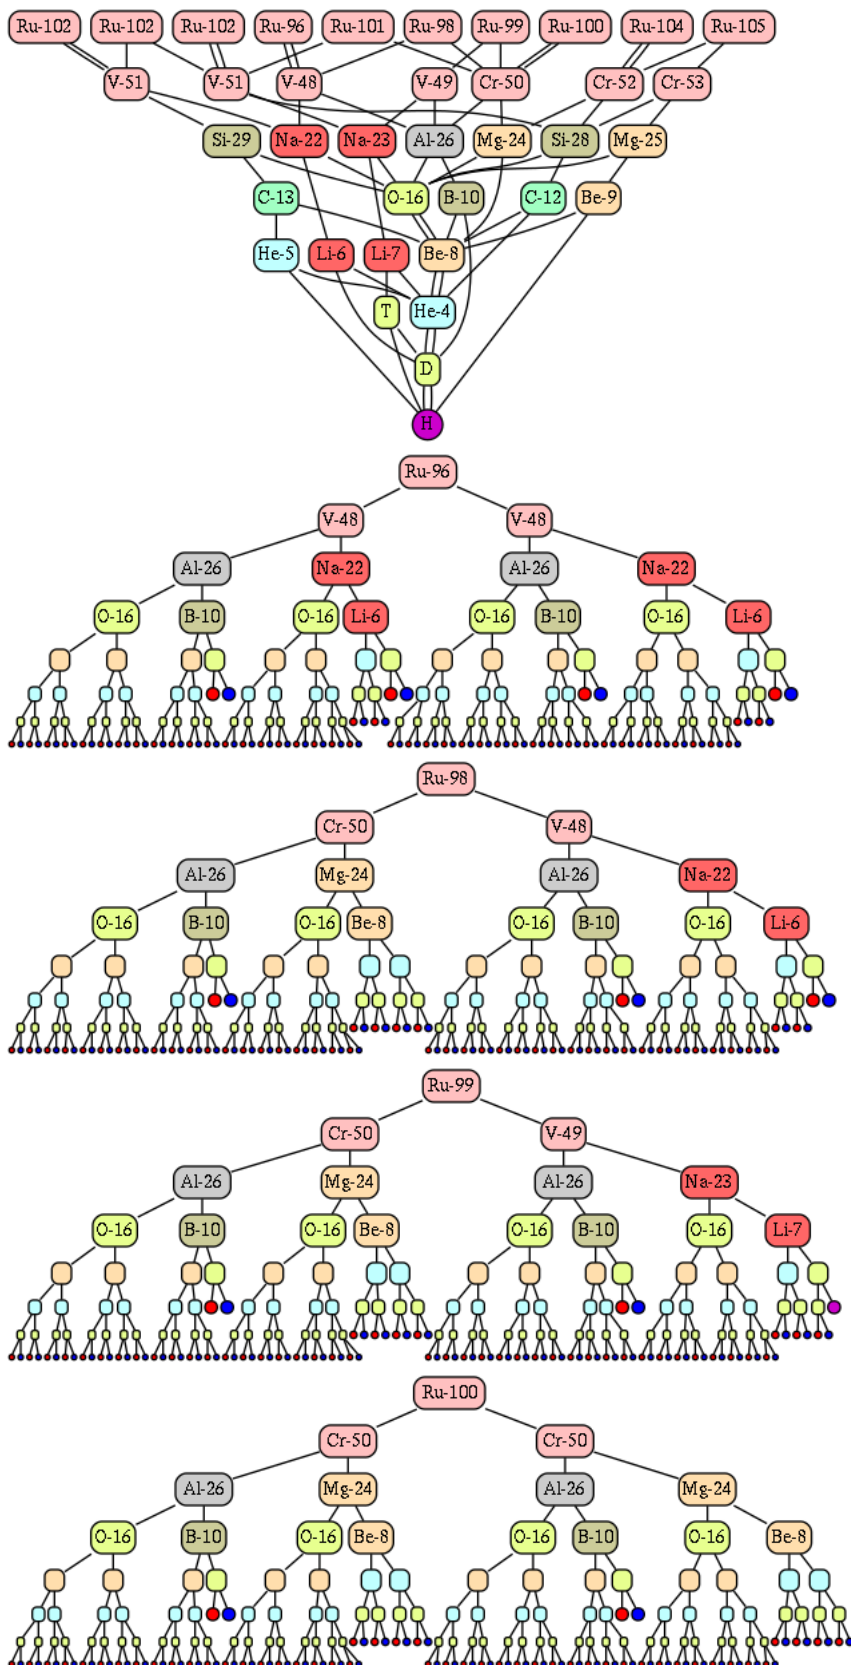 Ru-102 Ru-102 Ru-102 Ru-96 Ru-101 Ru-98 Ru-99 Ru-100 Ru-104 Ru-105
V-51 V-51 V-48 V-49 Cr-50 Cr-52 Cr-53
Si-29 Na-22 Na-23 Al-26 Mg-24 Si-28 Mg-25
C-13 O-16 B-10 C-12 Be-9
He-5 Li-6 Li-7 Be-8
T He-4
D
H
Ru-96
V-48 V-48
Al-26 Na-22 Al-26 Na-22
O-16 B-10 O-16 Li-6 O-16 B-10 O-16 Li-6
Ru-98
Cr-50 V-48
Al-26 Mg-24 Al-26 Na-22
O-16 B-10 O-16 Be-8 O-16 B-10 O-16 Li-6
Ru-99
Cr-50 V-49
Al-26 Mg-24 Al-26 Na-23
O-16 B-10 O-16 Be-8 O-16 B-10 O-16 Li-7
Ru-100
Cr-50 Cr-50
Al-26 Mg-24 Al-26 Mg-24
O-16 B-10 O-16 Be-8 O-16 B-10 O-16 Be-8